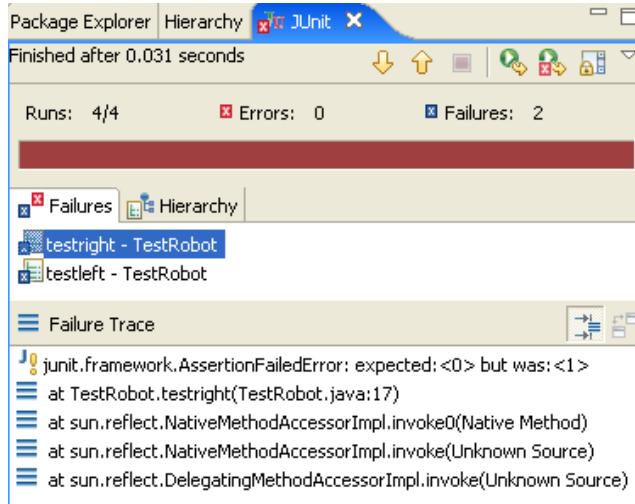 Package Explorer Hierarchy JUnit
Finished after 0.031 seconds
Runs: 4/4 Errors: 0 Failures: 2
Failures Hierarchy
testright - TestRobot
testleft - TestRobot
Failure Trace
junit.framework.AssertionFailedError: expected:<0> but was:<1>
at TestRobot.testright(TestRobot.java:17)
at sun.reflect.NativeMethodAccessorImpl.invoke0(Native Method)
at sun.reflect.NativeMethodAccessorImpl.invoke(Unknown Source)
at sun.reflect.DelegatingMethodAccessorImpl.invoke(Unknown Source)